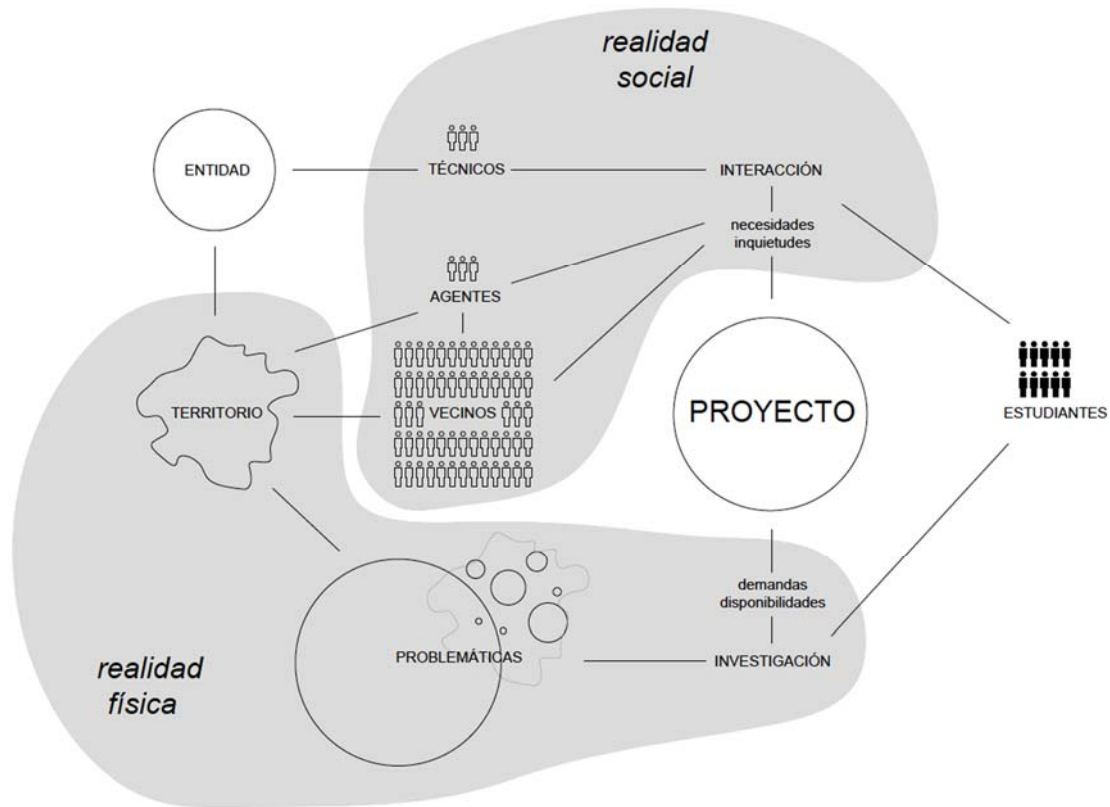 realidad
social
ENTIDAD
TÉCNICOS
INTERACCIÓN
necesidades
inquietudes
AGENTES
TERRITORIO
VECINOS
PROYECTO
ESTUDIANTES
demandas
disponibilidades
PROBLEMÁTICAS
INVESTIGACIÓN
realidad
física